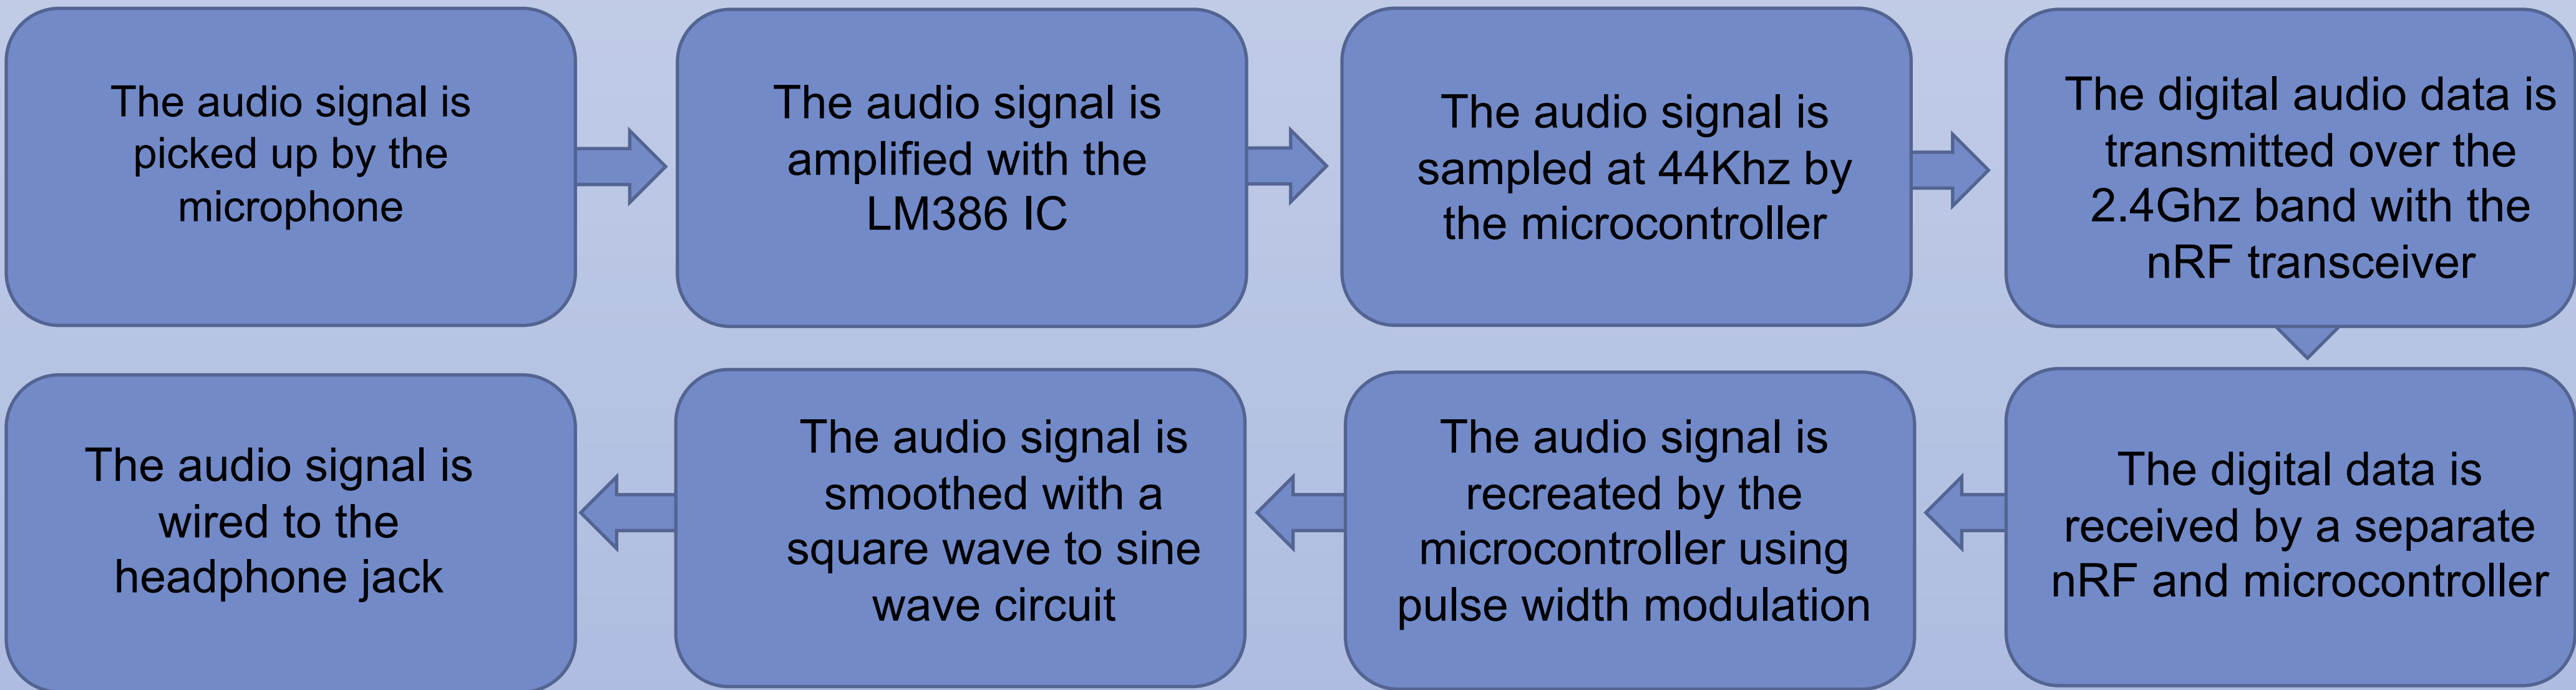 The audio signal is
picked up by the
microphone
The audio signal is
amplified with the
LM386 IC
The audio signal is
sampled at 44Khz by
the microcontroller
The digital audio data is
transmitted over the
2.4Ghz band with the
nRF transceiver
The digital data is
received by a separate
nRF and microcontroller
The audio signal is
recreated by the
microcontroller using
pulse width modulation
The audio signal is
smoothed with a
square wave to sine
wave circuit
The audio signal is
wired to the
headphone jack